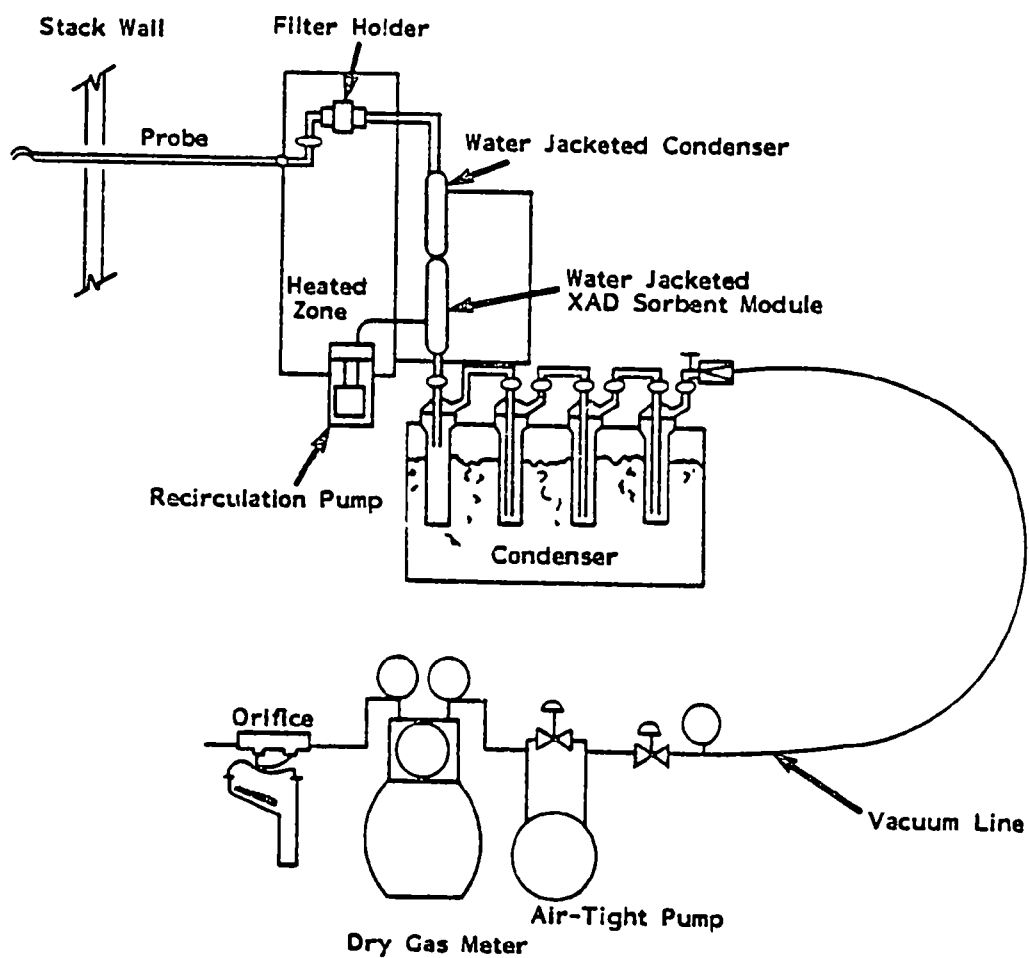 Stack Wall
Filter Holder
Probe
Water Jacketed Condenser
Heated
Zone
Water Jacketed
XAD Sorbent Module
Recirculation Pump
Condenser
Orifice
Vacuum Line
Air-Tight Pump
Dry Gas Meter